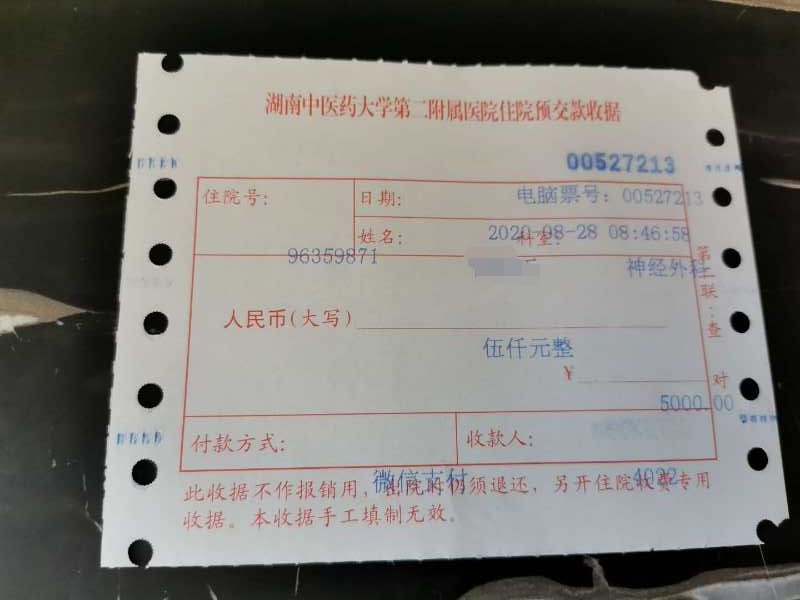 湖南中医药大学第二附属医院住院预交款收据
00527213
住院号:
日期:
电脑票号: 00527213
姓名:
科室:
2020-08-28 08:46:58
96359871
神经外科
第二联:查对
人民币(大写)
伍仟元整
¥
5000.00
付款方式:
收款人:
微信支付
4022
此收据不作报销用,出院时仍须退还,另开住院收费专用
收据。本收据手工填制无效。